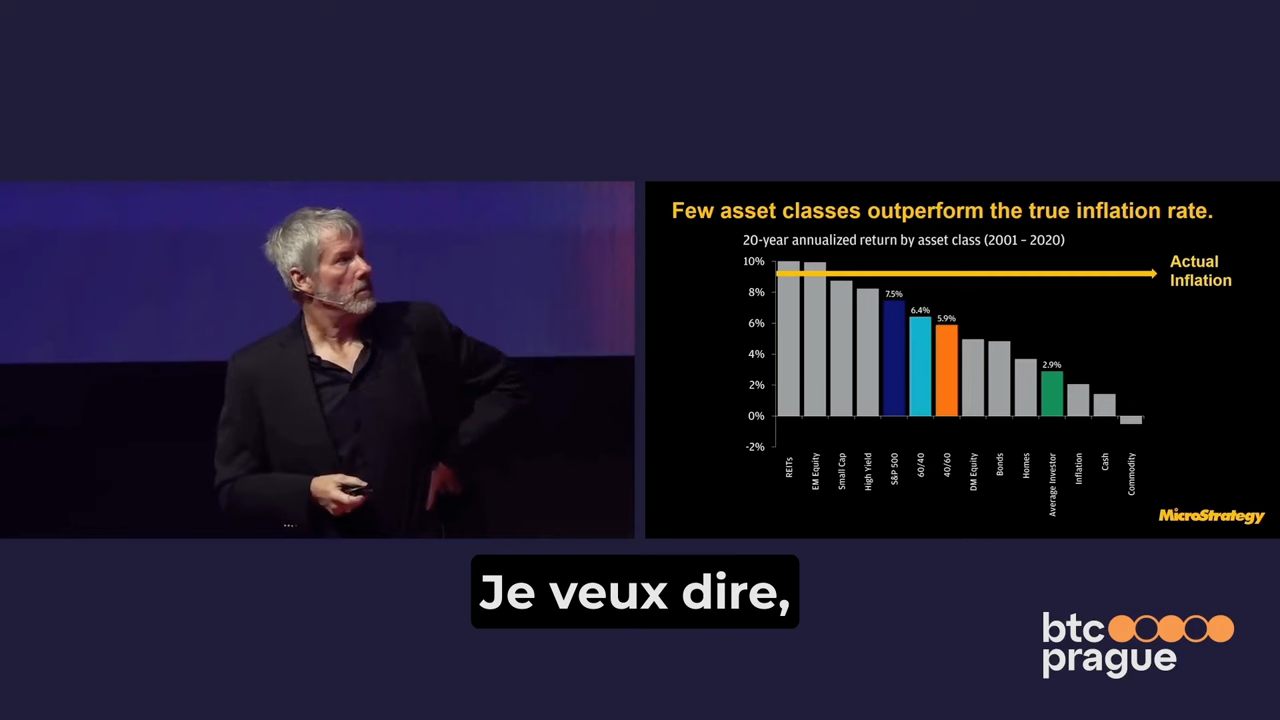 Few asset classes outperform the true inflation rate.
20-year annualized return by asset class (2001 – 2020)
Actual
Inflation
10%
8%
6%
4%
2%
0%
-2%
7.5%
6.4%
5.9%
2.9%
REITs
EM Equity
Small Cap
High Yield
S&P 500
60/40
40/60
DM Equity
Bonds
Homes
Average Investor
Inflation
Cash
Commodity
MicroStrategy
Je veux dire,
btc
prague